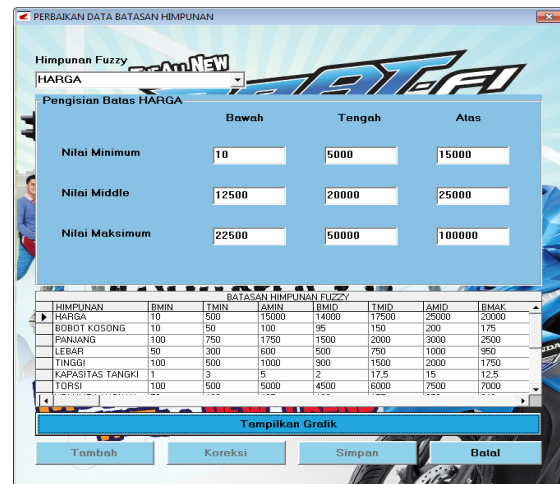 PERBAIKAN DATA BATASAN HIMPUNAN
Himpunan Fuzzy
ALL NEW
HARGA
Pengisian Batas HARGA
Bawah Tengah Atas
Nilai Minimum 10 5000 15000
Nilai Middle 12500 20000 25000
Nilai Maksimum 22500 50000 100000
BATASAN HIMPUNAN FUZZY
HIMPUNAN BMIN TMIN AMIN BMID TMID AMID BMAK
HARGA 10 500 15000 14000 17500 25000 20000
BOBOT KOSONG 10 50 100 95 150 200 175
PANJANG 100 750 1750 1500 2000 3000 2500
LEBAR 50 300 600 500 750 1000 950
TINGGI 100 500 1000 900 1500 2000 1750
KAPASITAS TANGKI 1 3 5 2 17,5 15 12,5
TORSI 100 500 5000 4500 6000 7500 7000
Tampilkan Grafik
Tambah Koreksi Simpan Batal